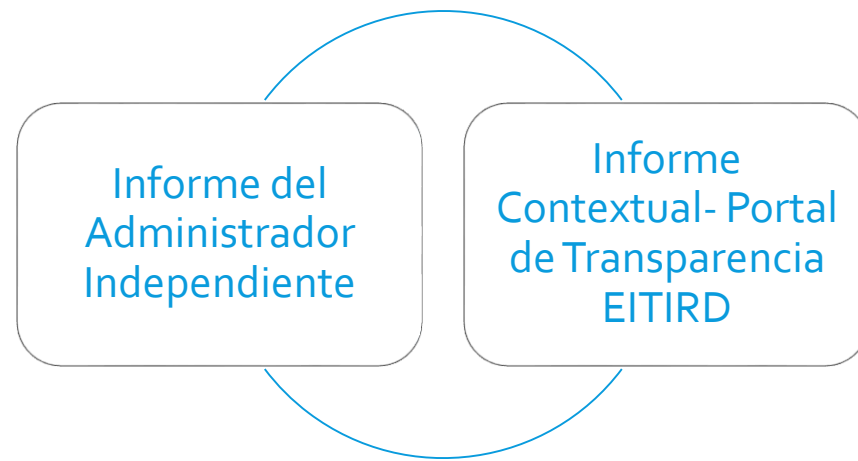 Informe del
Administrador
Independiente
Informe
Contextual- Portal
de Transparencia
EITIRD